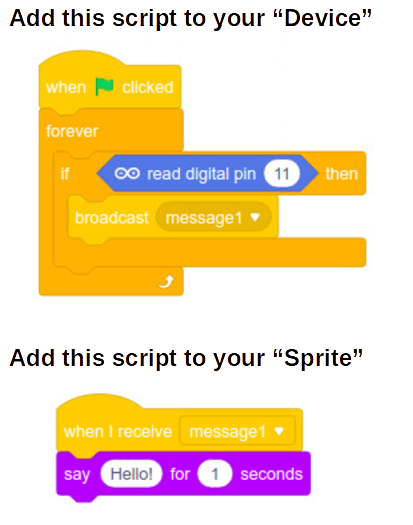 Add this script to your “Device”
when clicked
forever
if read digital pin 11 then
broadcast message1
Add this script to your “Sprite”
when I receive message1
say Hello! for 1 seconds